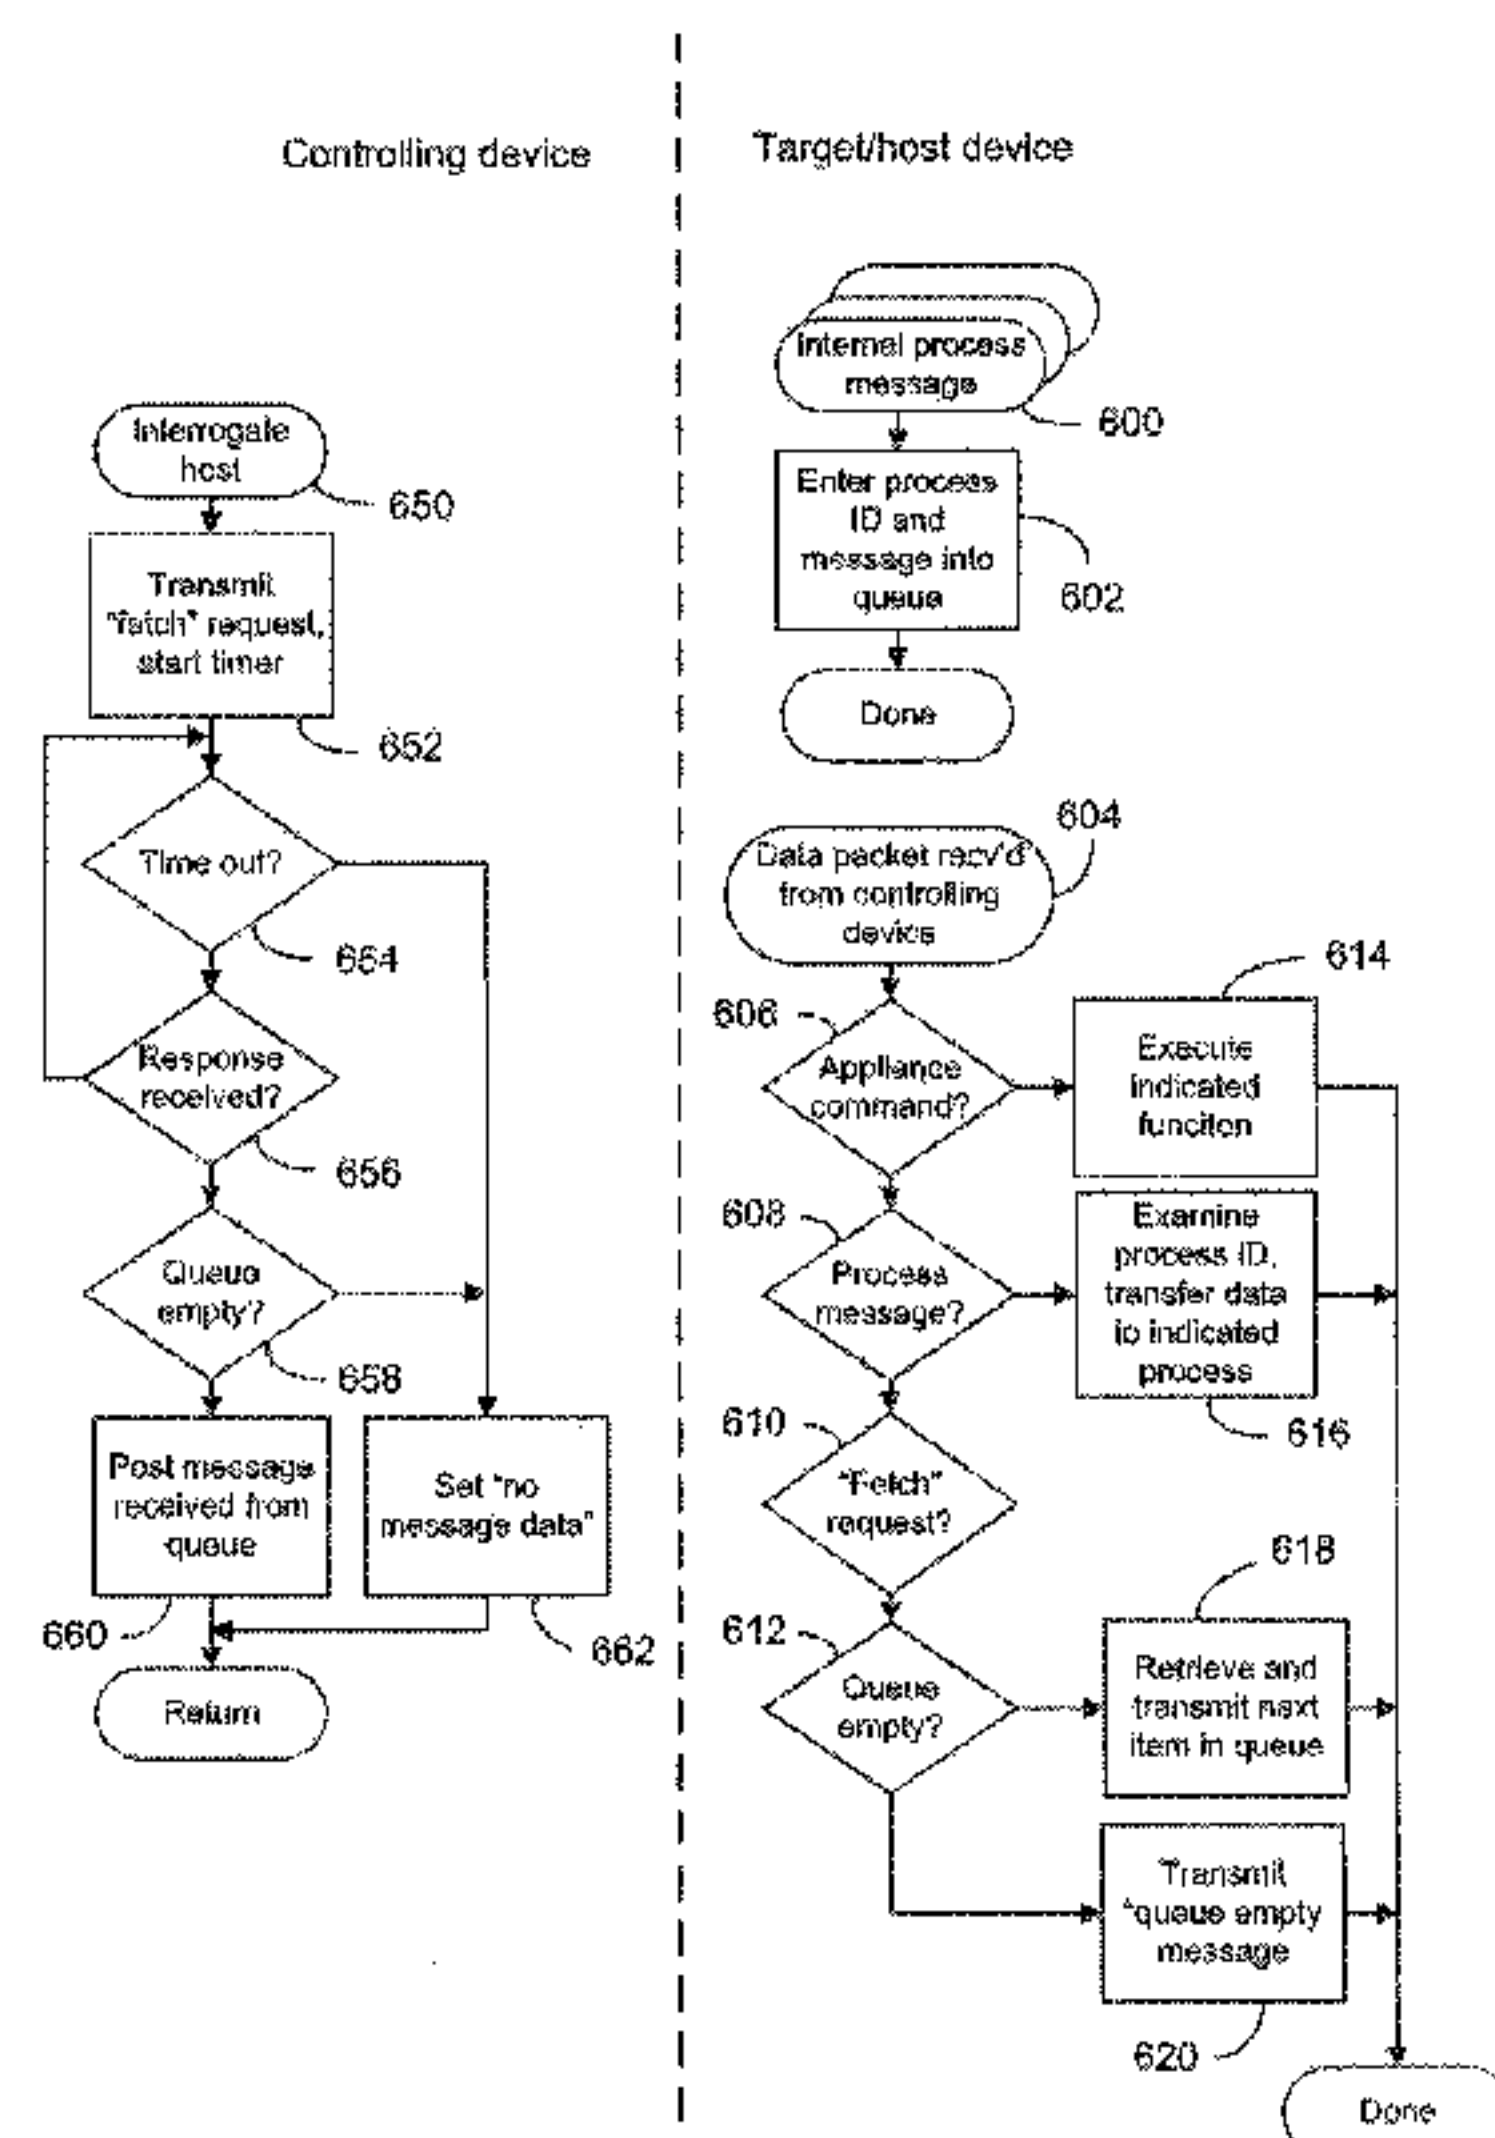 Controlling device
Interrogate
host
650
Transmit
"fetch" request,
start timer
652
Time out?
654
Response
received?
656
Queue
empty?
658
Post message
received from
queue
660
Set "no
message data"
662
Return
Target/host device
Internal process
message
600
Enter process
ID and
message into
queue
602
Done
604
Data packet recv'd
from controlling
device
606
Appliance
command?
614
Execute
indicated
funciton
608
Process
message?
Examine
process ID,
transfer data
to indicated
process
616
610
"Fetch"
request?
612
Queue
empty?
618
Retrieve and
transmit next
item in queue
Transmit
"queue empty
message
620
Done